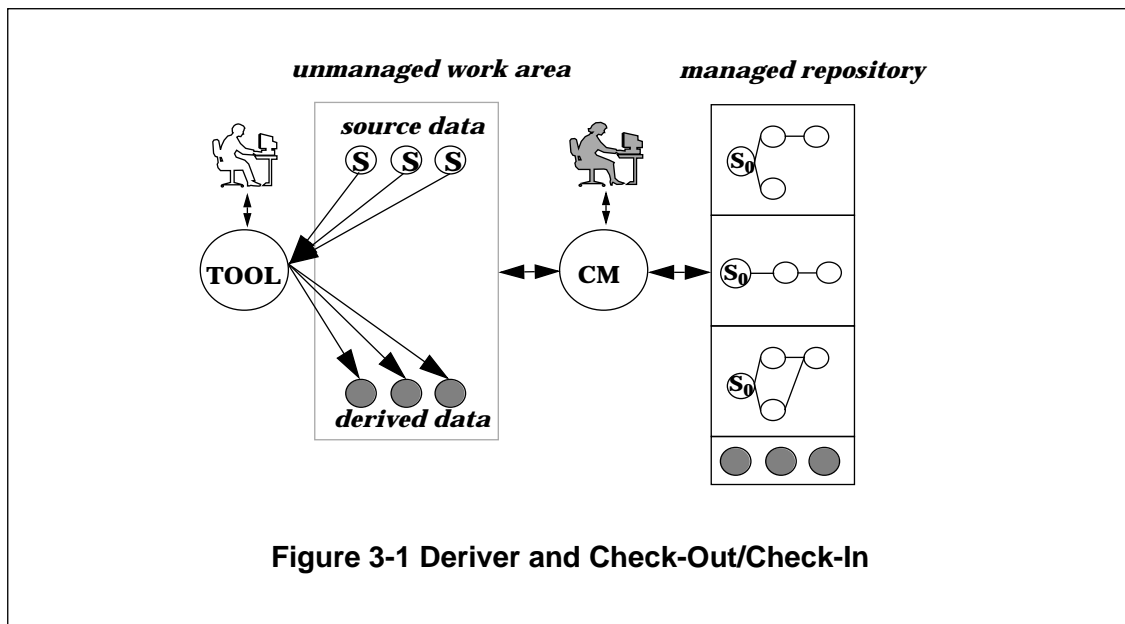 unmanaged work area
managed repository
source data
S S S
S0
TOOL
CM
S0
S0
derived data
Figure 3-1 Deriver and Check-Out/Check-In